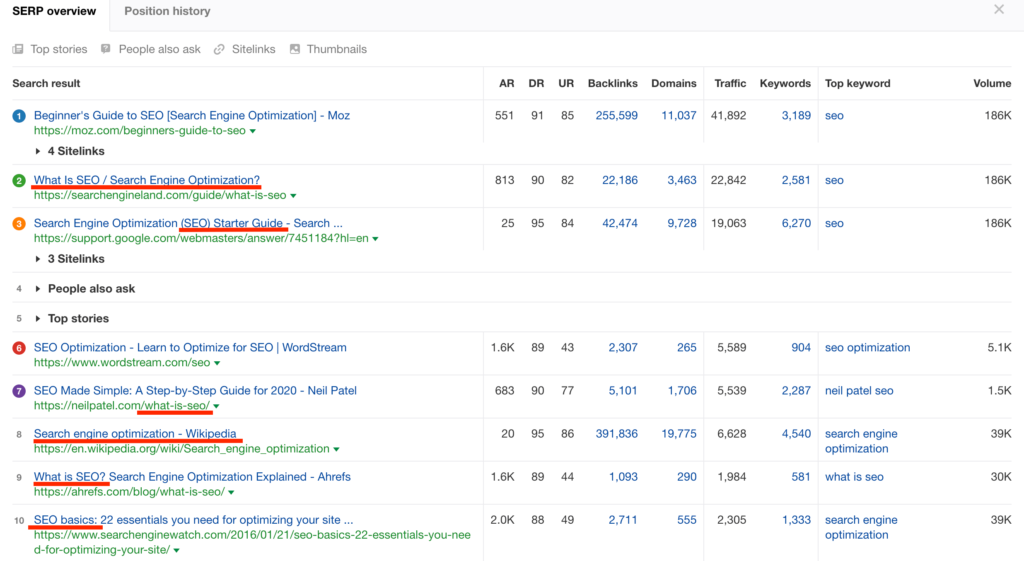 SERP overview Position history
Top stories People also ask Sitelinks Thumbnails
Search result AR DR UR Backlinks Domains Traffic Keywords Top keyword Volume
1 Beginner's Guide to SEO [Search Engine Optimization] - Moz 551 91 85 255,599 11,037 41,892 3,189 seo 186K
https://moz.com/beginners-guide-to-seo
4 Sitelinks
2 What Is SEO / Search Engine Optimization? 813 90 82 22,186 3,463 22,842 2,581 seo 186K
https://searchengineland.com/guide/what-is-seo
3 Search Engine Optimization (SEO) Starter Guide - Search ... 25 95 84 42,474 9,728 19,063 6,270 seo 186K
https://support.google.com/webmasters/answer/7451184?hl=en
3 Sitelinks
4 People also ask
5 Top stories
6 SEO Optimization - Learn to Optimize for SEO | WordStream 1.6K 89 43 2,307 265 5,589 904 seo optimization 5.1K
https://www.wordstream.com/seo
7 SEO Made Simple: A Step-by-Step Guide for 2020 - Neil Patel 683 90 77 5,101 1,706 5,539 2,287 neil patel seo 1.5K
https://neilpatel.com/what-is-seo/
8 Search engine optimization - Wikipedia 20 95 86 391,836 19,775 6,628 4,540 search engine 39K
https://en.wikipedia.org/wiki/Search_engine_optimization optimization
9 What is SEO? Search Engine Optimization Explained - Ahrefs 1.6K 89 44 1,093 290 1,984 581 what is seo 30K
https://ahrefs.com/blog/what-is-seo/
10 SEO basics: 22 essentials you need for optimizing your site ... 2.0K 88 49 2,711 555 2,305 1,333 search engine 39K
https://www.searchenginewatch.com/2016/01/21/seo-basics-22-essentials-you-nee optimization
d-for-optimizing-your-site/